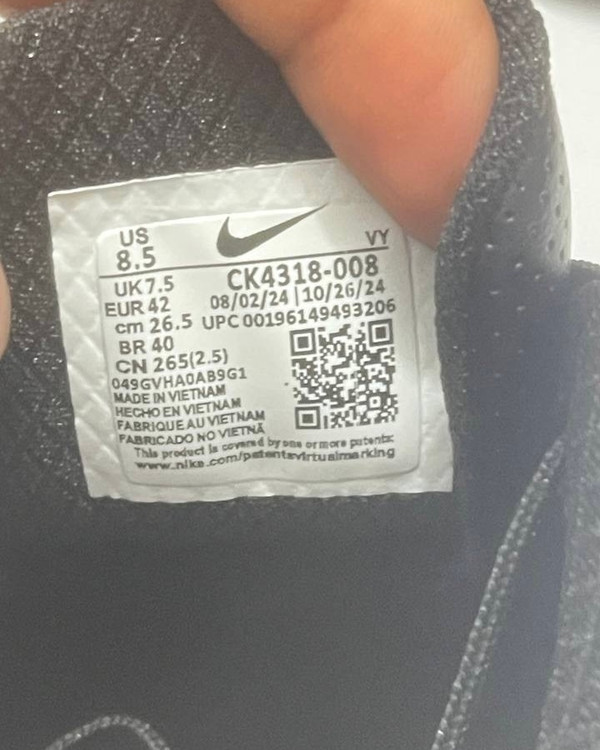 US
8.5
VY
UK 7.5
CK4318-008
EUR 42
08/02/24 | 10/26/24
cm 26.5
UPC 00196149493206
BR 40
CN 265(2.5)
049GVHA0AB9G1
MADE IN VIETNAM
HECHO EN VIETNAM
FABRIQUE AU VIETNAM
FABRICADO NO VIETNÃ
This product is covered by one or more patents:
www.nike.com/patentsvirtualmarking